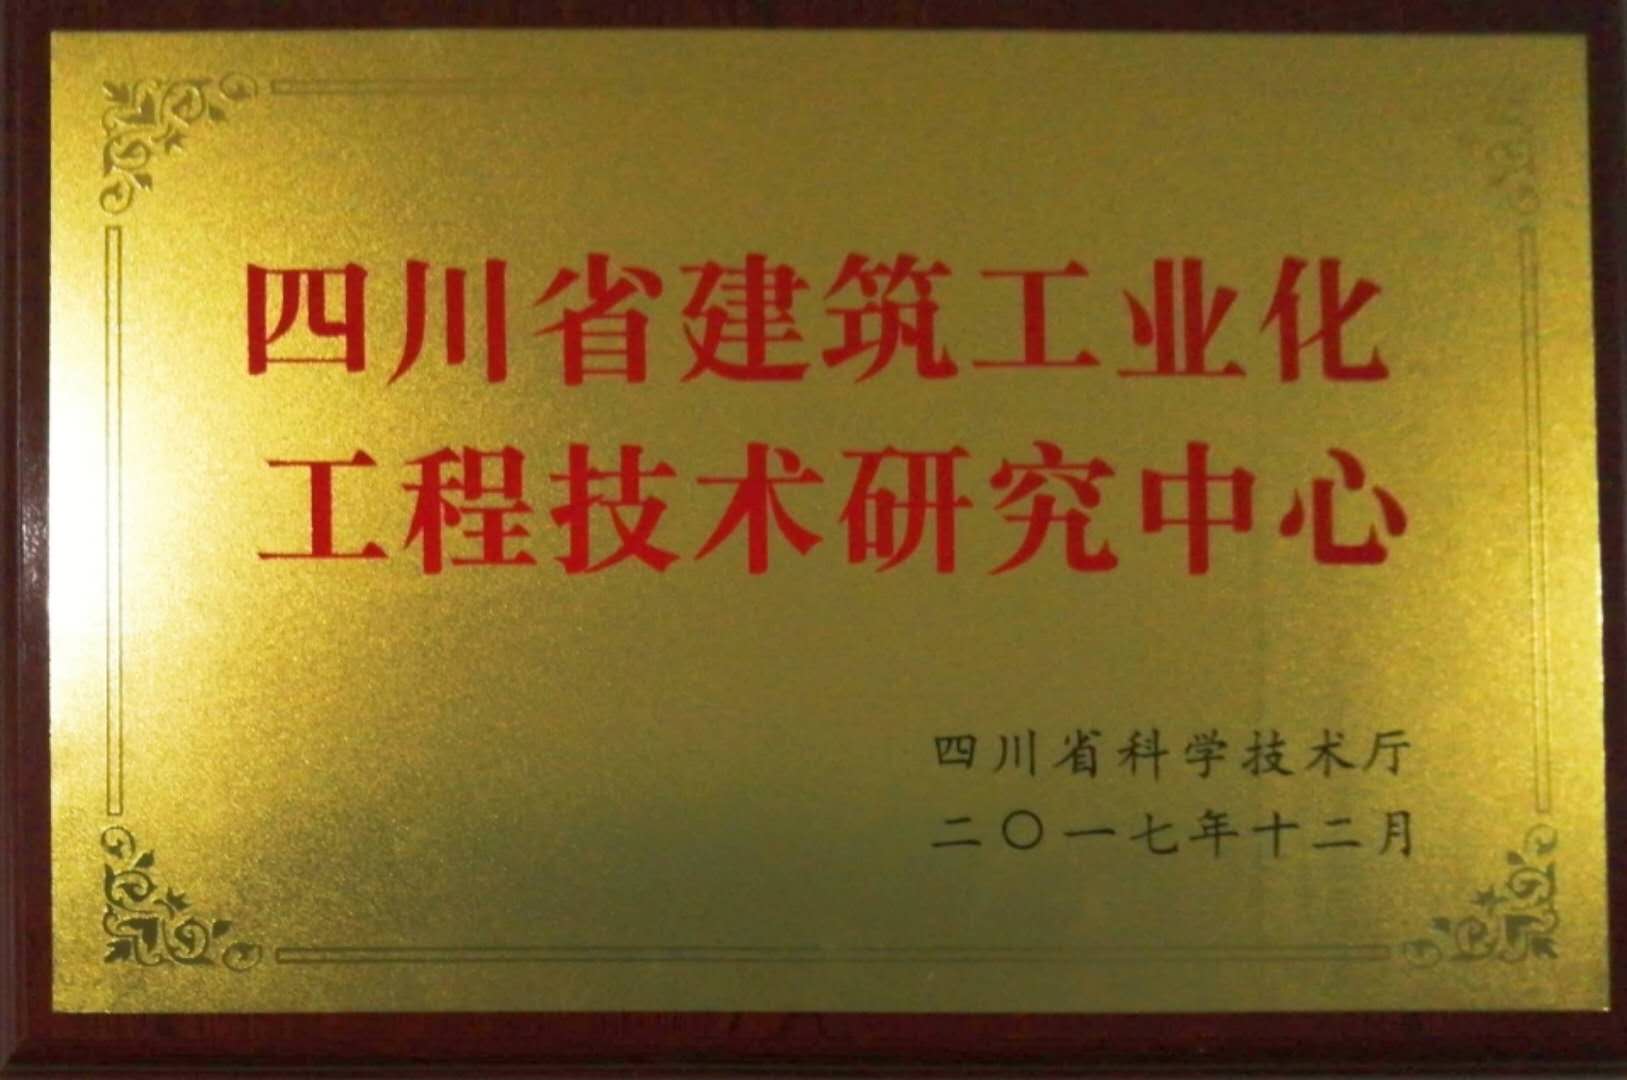 四川省建筑工业化
工程技术研究中心
四川省科学技术厅
二〇一七年十二月